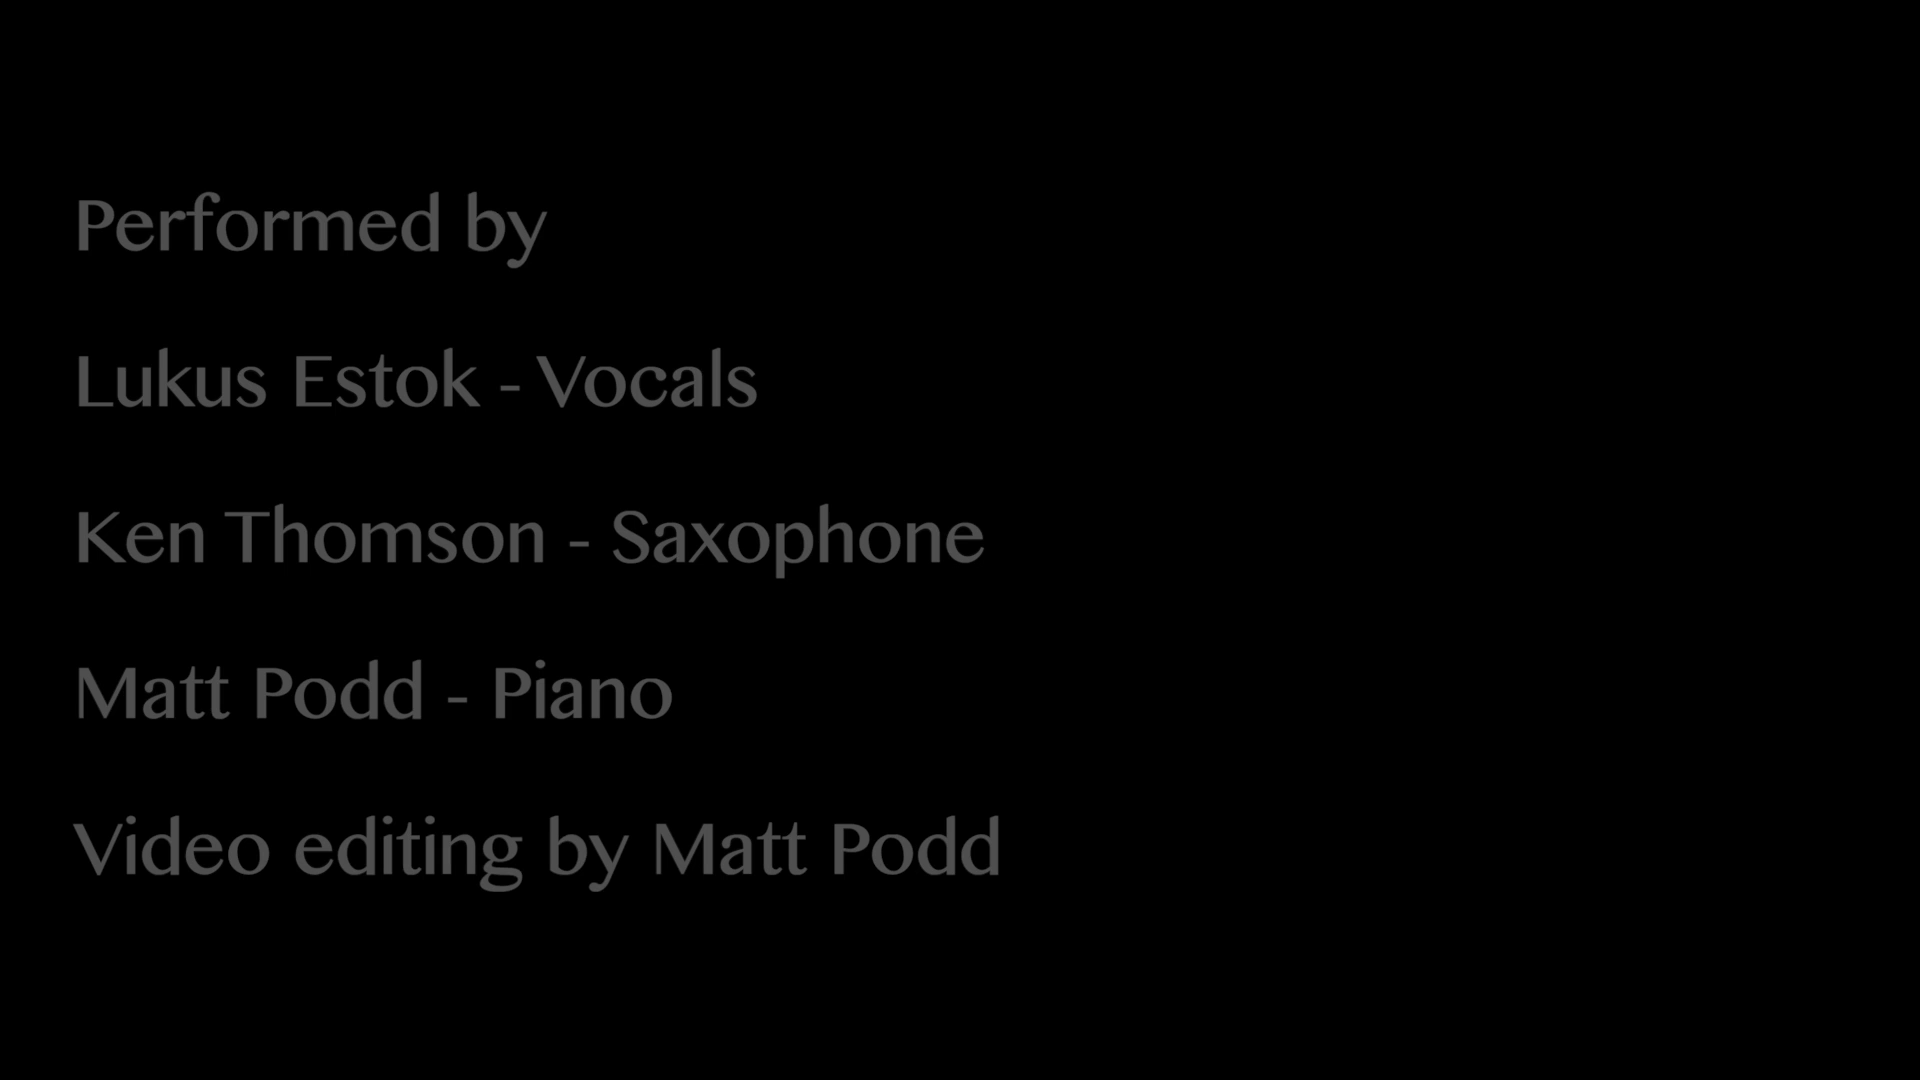 Performed by
Lukus Estok - Vocals
Ken Thomson - Saxophone
Matt Podd - Piano
Video editing by Matt Podd